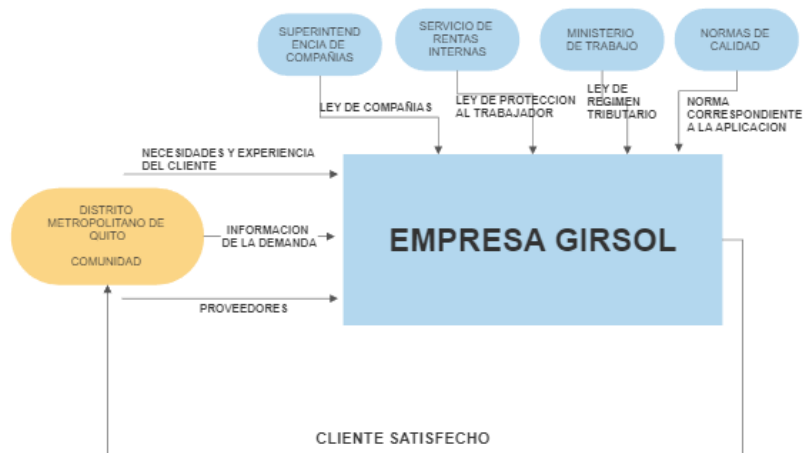 SUPERINTEND
ENCIA DE
COMPAÑIAS
SERVICIO DE
RENTAS
INTERNAS
MINISTERIO
DE TRABAJO
NORMAS DE
CALIDAD
LEY DE COMPAÑIAS
LEY DE PROTECCION
AL TRABAJADOR
LEY DE
REGIMEN
TRIBUTARIO
NORMA
CORRESPONDIENTE
A LA APLICACION
NECESIDADES Y EXPERIENCIA
DEL CLIENTE
DISTRITO
METROPOLITANO DE
QUITO
COMUNIDAD
INFORMACION
DE LA DEMANDA
EMPRESA GIRSOL
PROVEEDORES
CLIENTE SATISFECHO